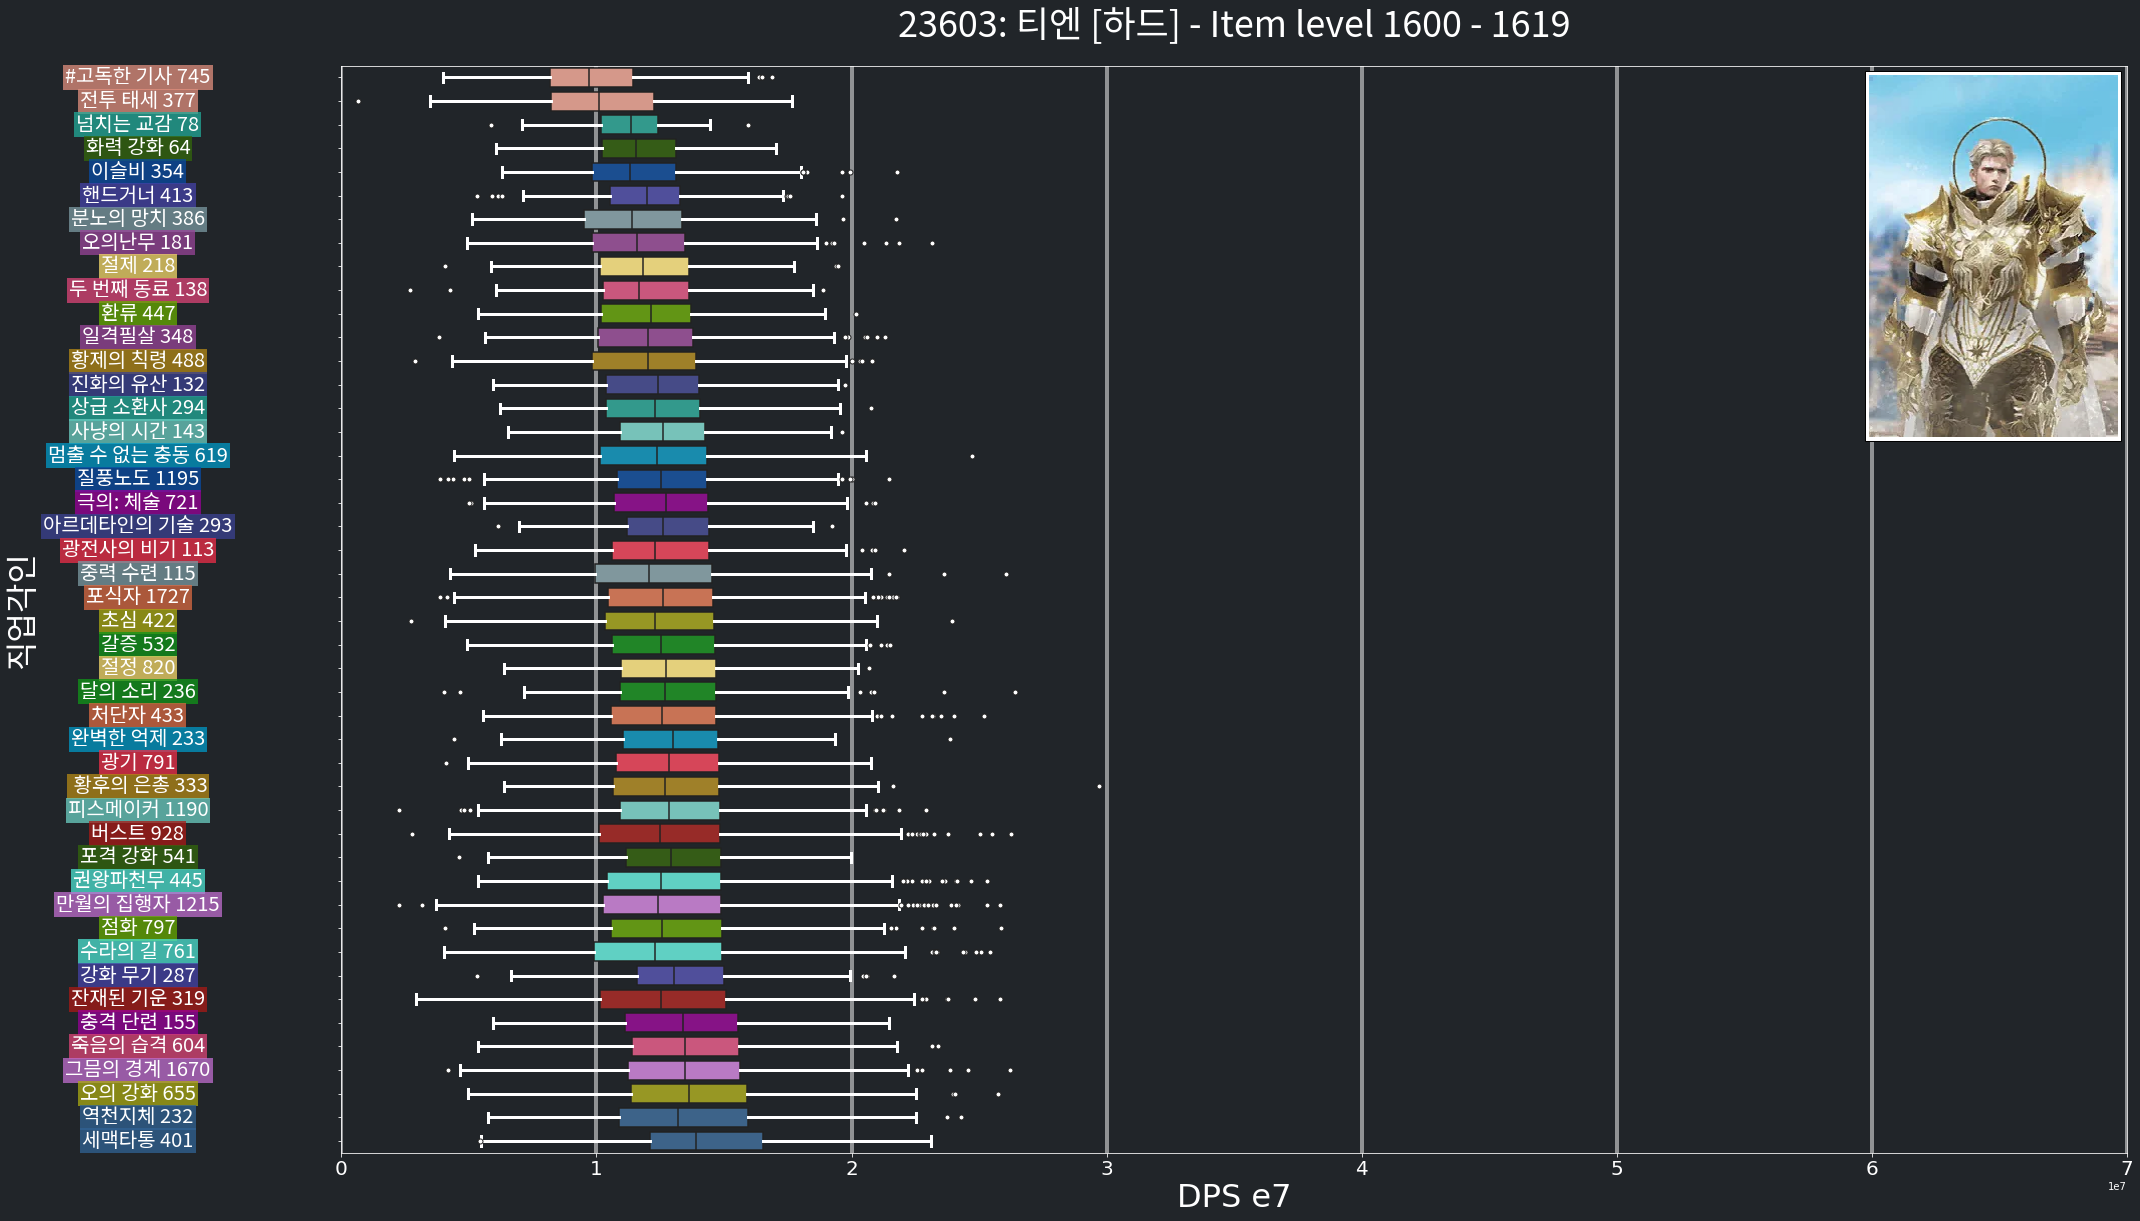 23603: 티엔 [하드] - Item level 1600 - 1619
#고독한 기사 745
전투 태세 377
넘치는 교감 78
화력 강화 64
이슬비 354
핸드거너 413
분노의 망치 386
오의난무 181
절제 218
두 번째 동료 138
환류 447
일격필살 348
황제의 칙령 488
진화의 유산 132
상급 소환사 294
사냥의 시간 143
멈출 수 없는 충동 619
질풍노도 1195
극의: 체술 721
아르데타인의 기술 293
광전사의 비기 113
중력 수련 115
포식자 1727
초심 422
갈증 532
절정 820
달의 소리 236
처단자 433
완벽한 억제 233
광기 791
황후의 은총 333
피스메이커 1190
버스트 928
포격 강화 541
권왕파천무 445
만월의 집행자 1215
점화 797
수라의 길 761
강화 무기 287
잔재된 기운 319
충격 단련 155
죽음의 습격 604
그믐의 경계 1670
오의 강화 655
역천지체 232
세맥타통 401
직업각인
0 1 2 3 4 5 6 7
DPS e7
1e7